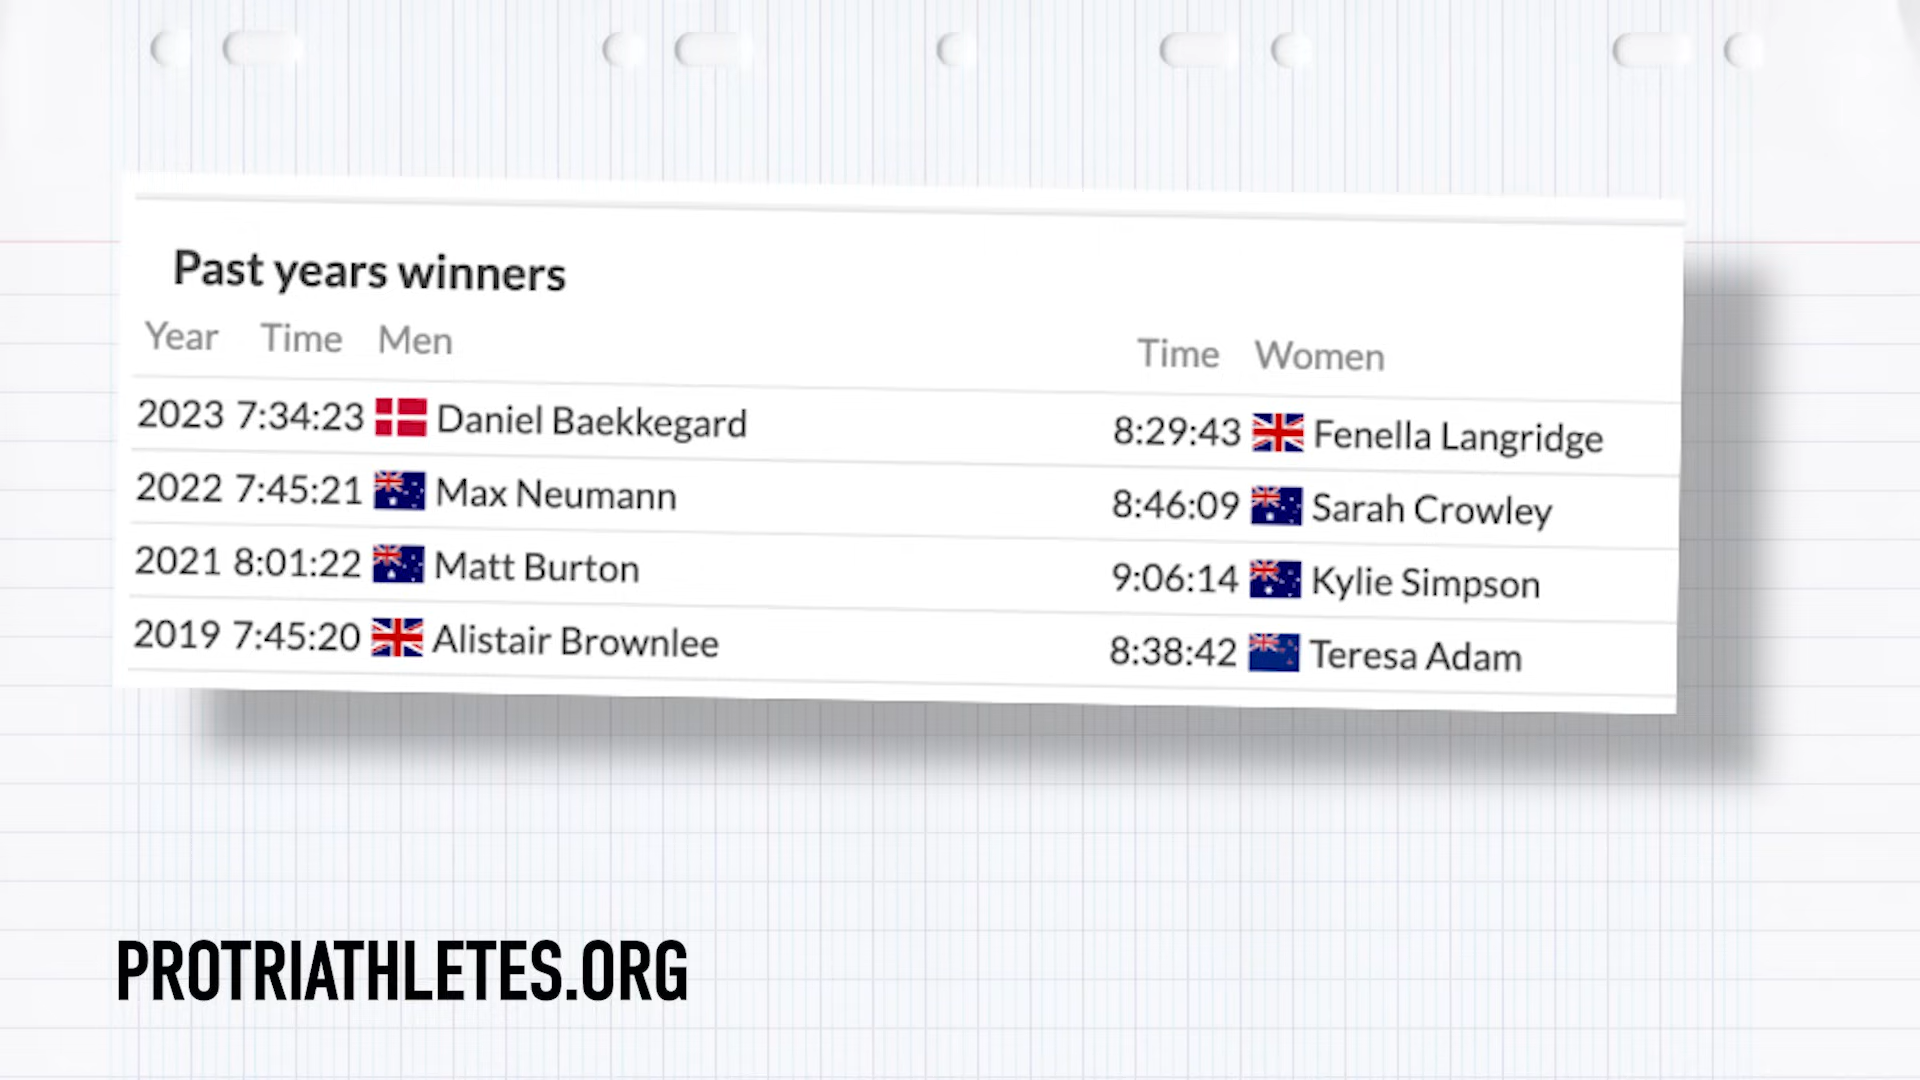 Past years winners
Year Time Men Time Women
2023 7:34:23 Daniel Baekkegard 8:29:43 Fenella Langridge
2022 7:45:21 Max Neumann 8:46:09 Sarah Crowley
2021 8:01:22 Matt Burton 9:06:14 Kylie Simpson
2019 7:45:20 Alistair Brownlee 8:38:42 Teresa Adam
PROTRIATHLETES.ORG